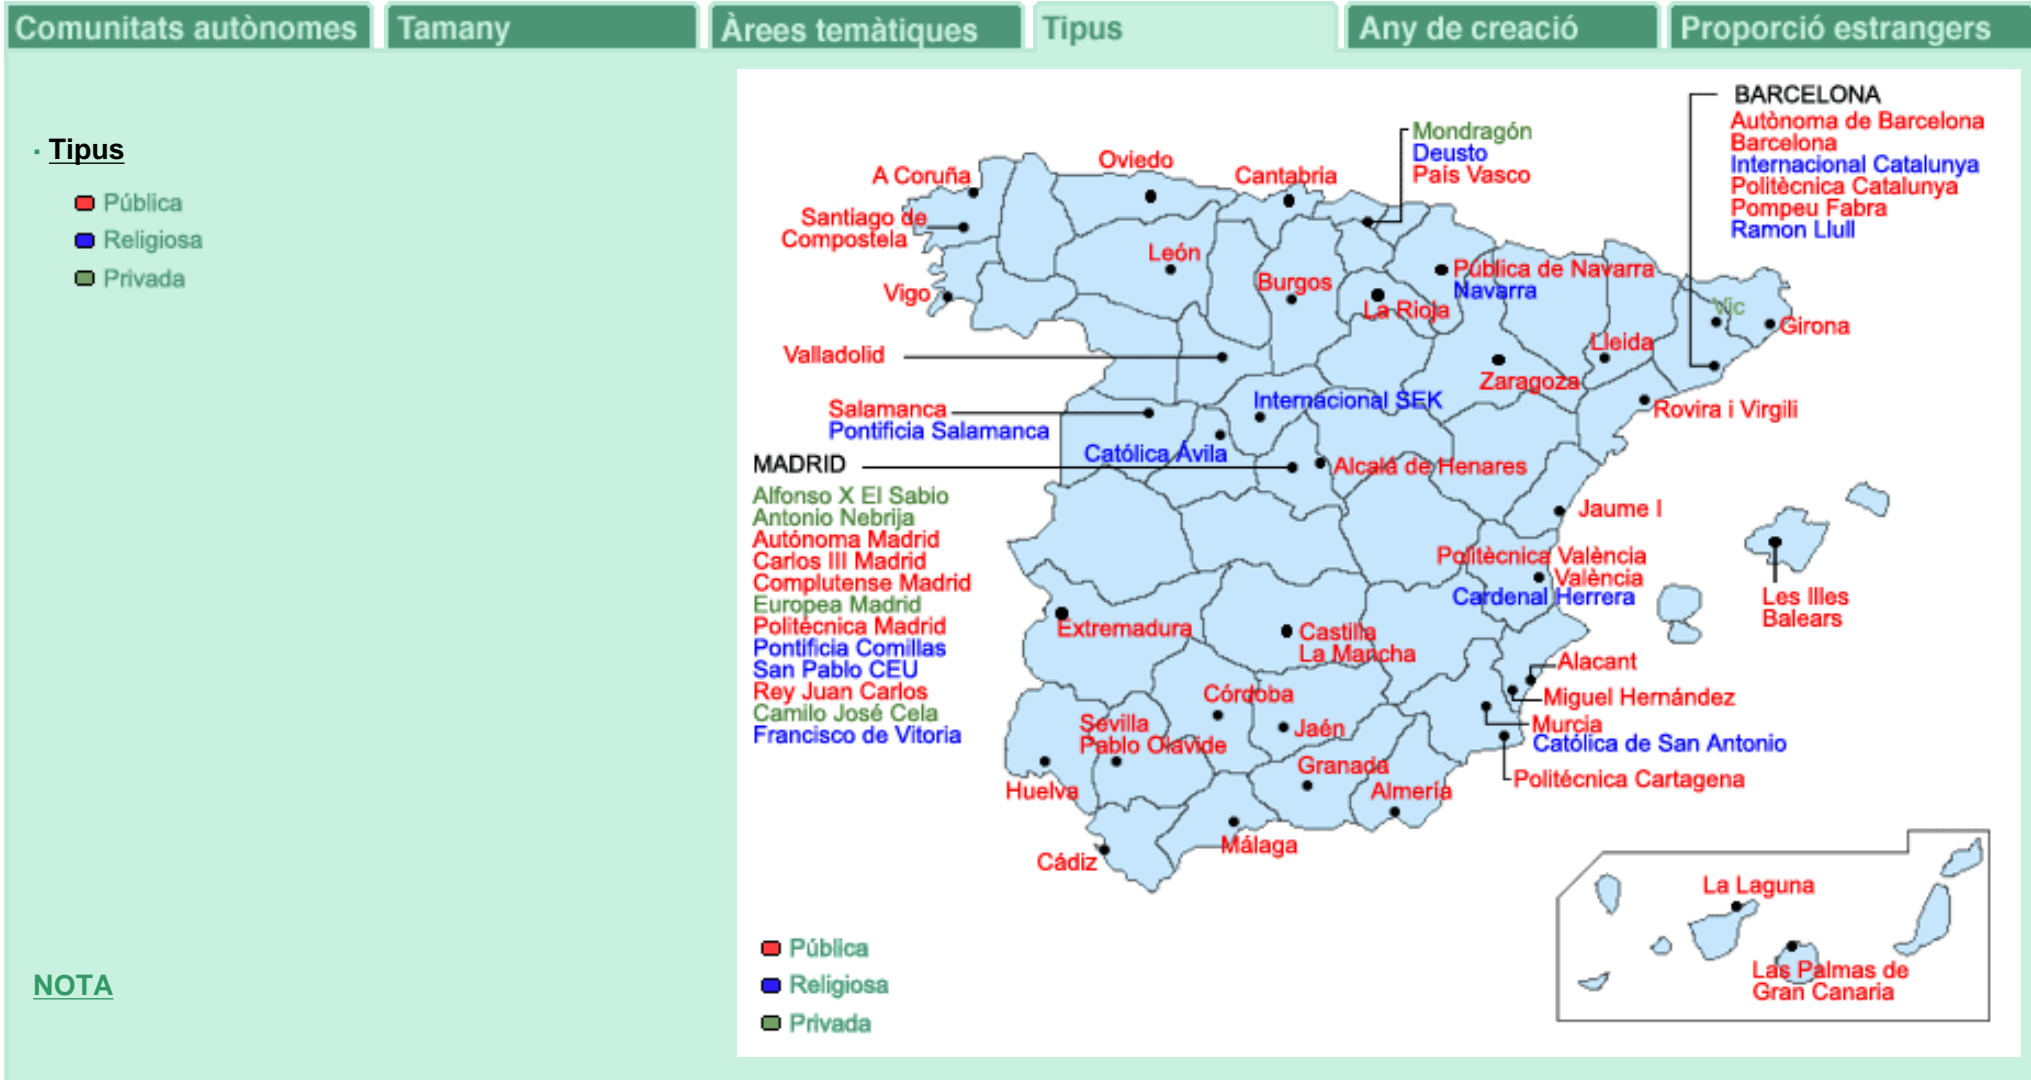 Comunitats autònomes
Tamany
Àrees temàtiques
Tipus
Any de creació
Proporció estrangers
· Tipus
Pública
Religiosa
Privada
NOTA
A Coruña
Santiago de
Compostela
Vigo
Oviedo
León
Cantabria
Burgos
Mondragón
Deusto
País Vasco
Pública de Navarra
Navarra
La Rioja
BARCELONA
Autònoma de Barcelona
Barcelona
Internacional Catalunya
Politècnica Catalunya
Pompeu Fabra
Ramon Llull
Vic
Girona
Lleida
Zaragoza
Rovira i Virgili
Valladolid
Salamanca
Pontificia Salamanca
Internacional SEK
Católica Ávila
Alcalá de Henares
MADRID
Alfonso X El Sabio
Antonio Nebrija
Autónoma Madrid
Carlos III Madrid
Complutense Madrid
Europea Madrid
Politécnica Madrid
Pontificia Comillas
San Pablo CEU
Rey Juan Carlos
Camilo José Cela
Francisco de Vitoria
Jaume I
Politècnica València
València
Cardenal Herrera
Les Illes
Balears
Extremadura
Castilla
La Mancha
Alacant
Miguel Hernández
Murcia
Católica de San Antonio
Politécnica Cartagena
Córdoba
Jaén
Sevilla
Pablo Olavide
Granada
Almería
Huelva
Málaga
Cádiz
La Laguna
Las Palmas de
Gran Canaria
Pública
Religiosa
Privada